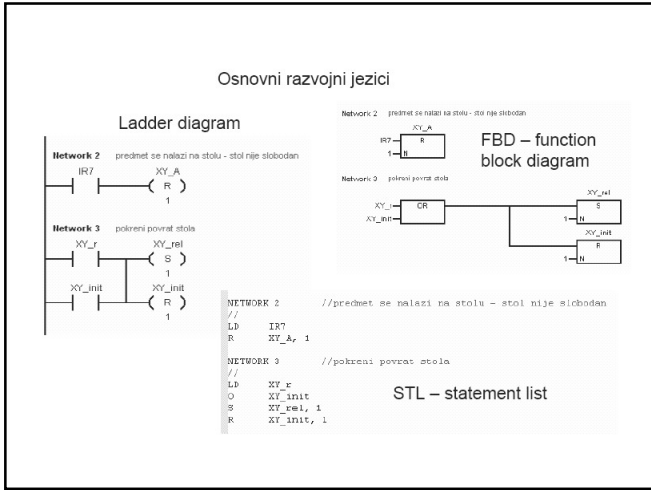 Osnovni razvojni jezici
Ladder diagram
Network 2 predmet se nalazi na stolu - stol nije slobodan
IR7 XY_A
R
1
Network 3 pokreni povrat stola
XY_r XY_rel
S
1
XY_init XY_init
R
1
Network 2 predmet se nalazi na stolu - stol nije slobodan
XY_A
IR7 R
1 N
FBD – function
block diagram
Network 3 pokreni povrat stola
XY_rel
XY_r OR S
XY_init 1 N
XY_init
R
1 N
NETWORK 2 //predmet se nalazi na stolu - stol nije slobodan
//
LD IR7
R XY_A, 1
NETWORK 3 //pokreni povrat stola
//
LD XY_r
O XY_init
S XY_rel, 1
R XY_init, 1
STL – statement list